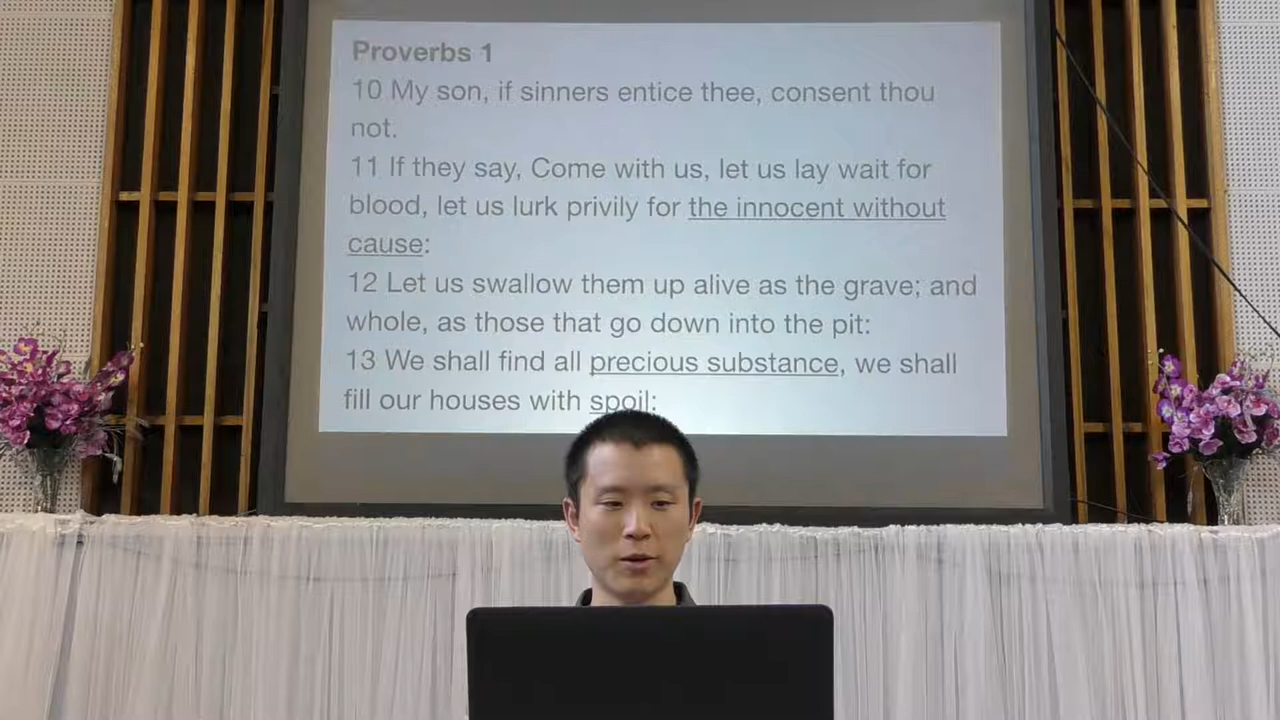 Proverbs 1
10 My son, if sinners entice thee, consent thou
not.
11 If they say, Come with us, let us lay wait for
blood, let us lurk privily for the innocent without
cause:
12 Let us swallow them up alive as the grave; and
whole, as those that go down into the pit:
13 We shall find all precious substance, we shall
fill our houses with spoil: